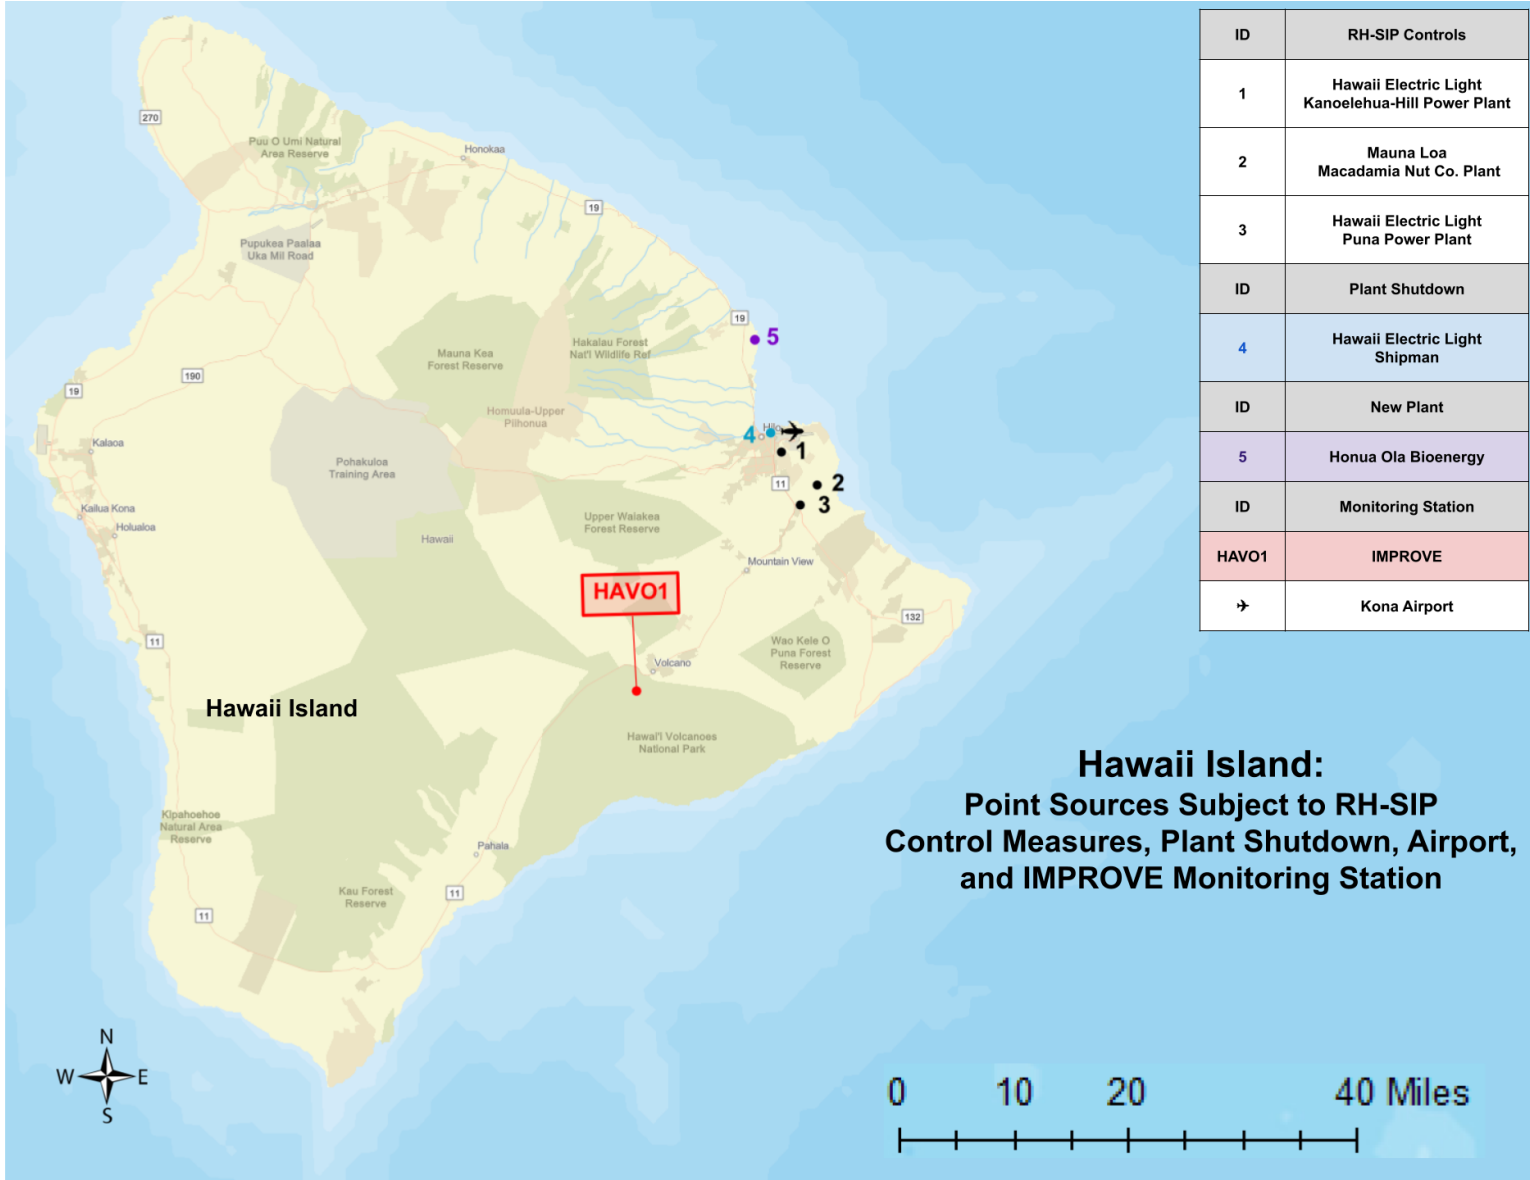 ID RH-SIP Controls
1 Hawaii Electric Light
Kanoelehua-Hill Power Plant
2 Mauna Loa
Macadamia Nut Co. Plant
3 Hawaii Electric Light
Puna Power Plant
ID Plant Shutdown
4 Hawaii Electric Light
Shipman
ID New Plant
5 Honua Ola Bioenergy
ID Monitoring Station
HAVO1 IMPROVE
✈ Kona Airport
270
Puu O Umi Natural
Area Reserve
Honokaa
19
Pupukea Paalaa
Uka Mil Road
19
5
Hakalau Forest
Nat'l Wildlife Ref
Mauna Kea
Forest Reserve
190
19
Homuula-Upper
Piihonua
Hilo
4
1
Kalaoa
Pohakuloa
Training Area
11
2
3
Kailua Kona
Holualoa
Upper Waiakea
Forest Reserve
Hawaii
Mountain View
HAVO1
132
11
Wao Kele O
Puna Forest
Reserve
Volcano
Hawaii Island
Hawai'I Volcanoes
National Park
Kipahoehoe
Natural Area
Reserve
Pahala
Kau Forest
Reserve
11
11
Hawaii Island:
Point Sources Subject to RH-SIP
Control Measures, Plant Shutdown, Airport,
and IMPROVE Monitoring Station
N
W E
S
0 10 20 40 Miles